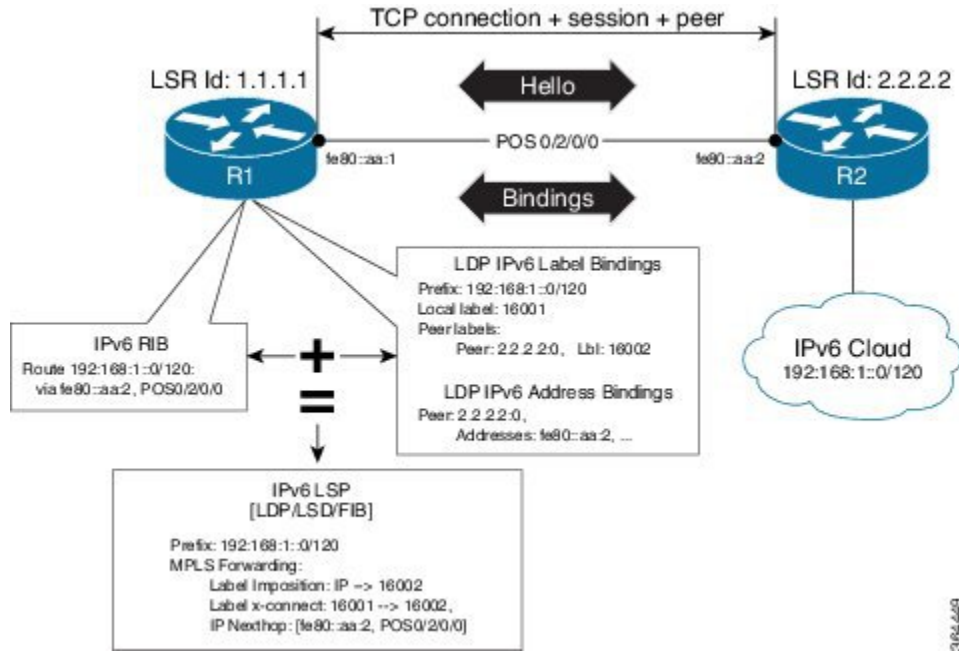 TCP connection + session + peer
LSR Id: 1.1.1.1
LSR Id: 2.2.2.2
Hello
POS 0/2/0/0
fe80::aa:1
fe80::aa:2
R1
R2
Bindings
LDP IPv6 Label Bindings
Prefix: 192:168:1::0/120
Local label: 16001
Peer labels:
Peer: 2.2.2.2:0, Lbl: 16002
LDP IPv6 Address Bindings
Peer: 2.2.2.2:0,
Addresses: fe80::aa:2, ...
IPv6 RIB
Route 192:168:1::0/120:
via fe80::aa:2, POS0/2/0/0
+
=
IPv6 Cloud
192:168:1::0/120
IPv6 LSP
[LDP/LSD/FIB]
Prefix: 192:168:1::0/120
MPLS Forwarding:
Label Imposition: IP --> 16002
Label x-connect: 16001 --> 16002,
IP Nexthop: [fe80::aa:2, POS0/2/0/0]
364449